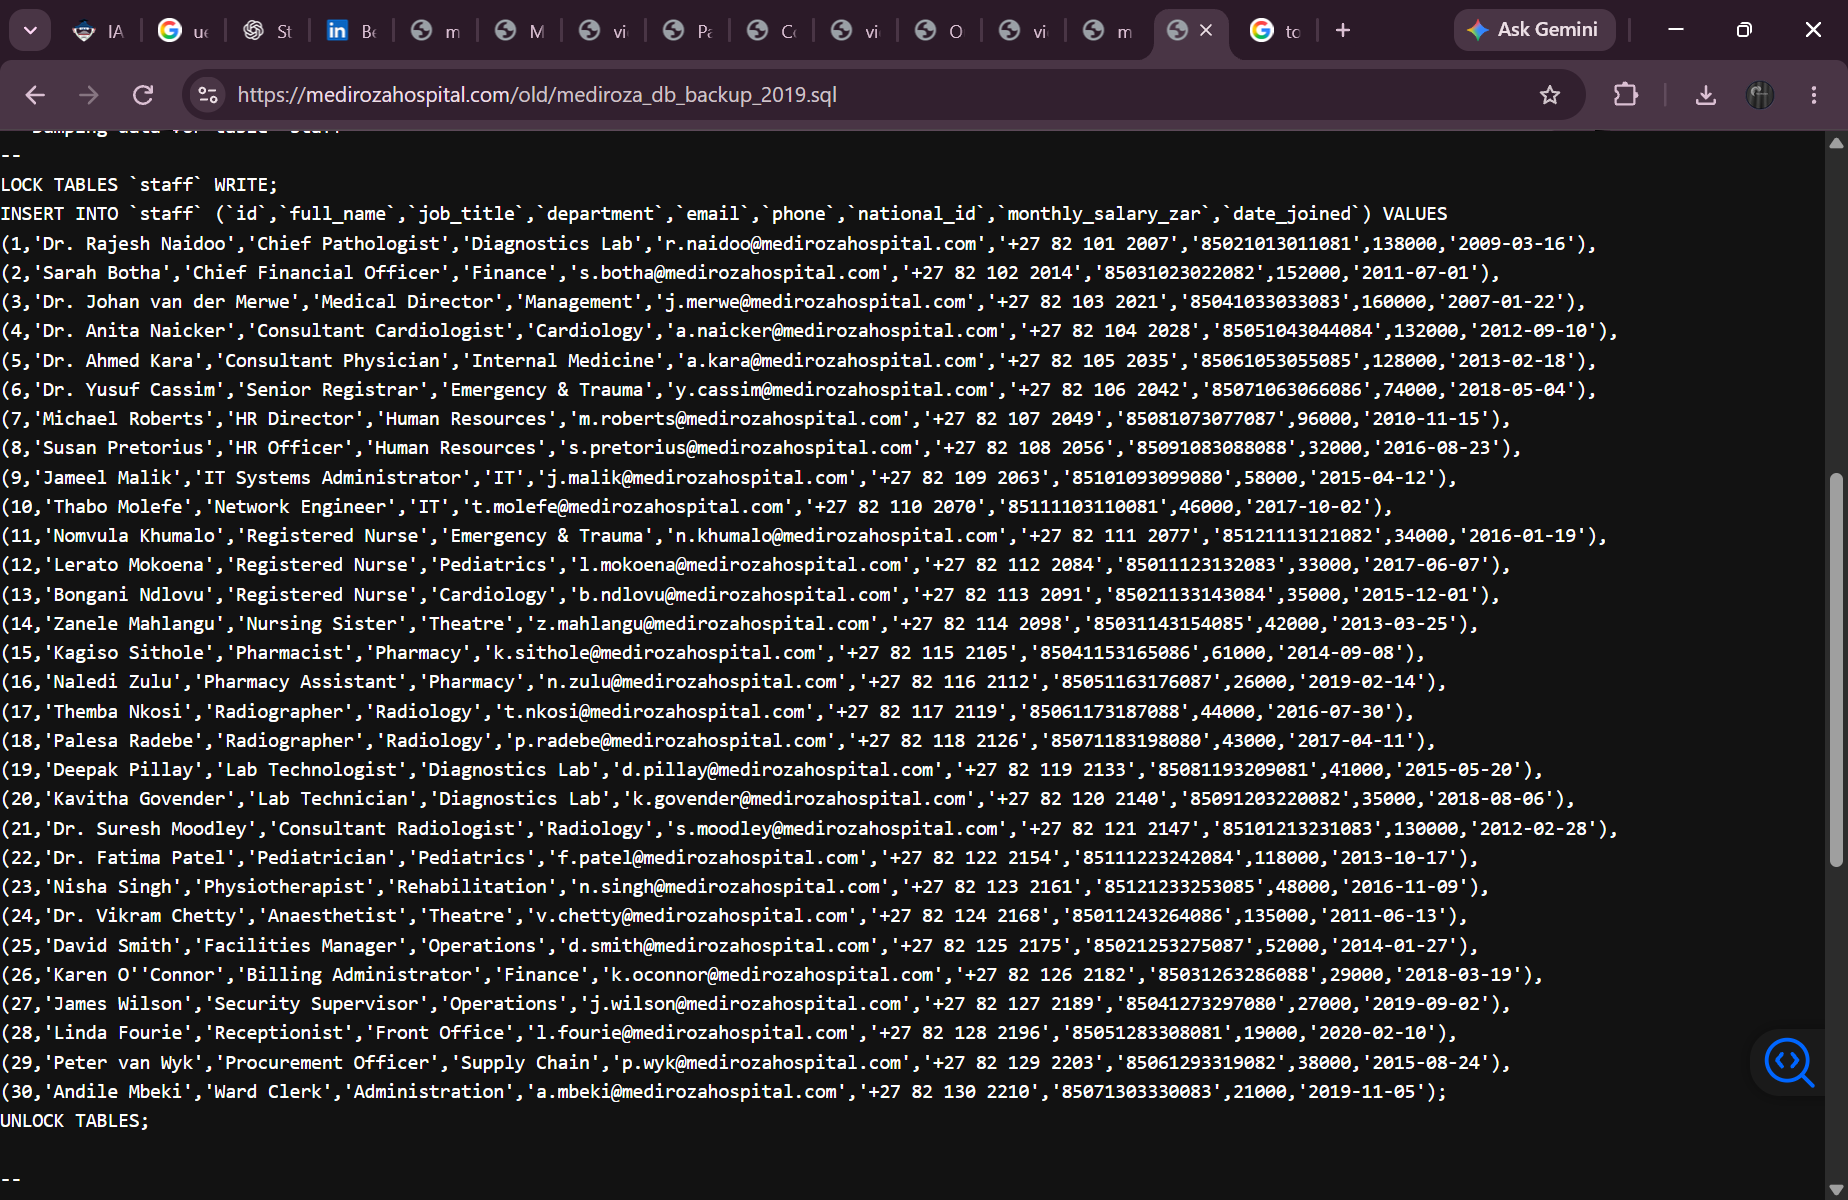 IA
ue
St
Be
m
M
vi
Pa
Co
vi
O
vi
m
to
Ask Gemini
https://medirozahospital.com/old/mediroza_db_backup_2019.sql
-- Dumping data for table `staff`
--
LOCK TABLES `staff` WRITE;
INSERT INTO `staff` (`id`,`full_name`,`job_title`,`department`,`email`,`phone`,`national_id`,`monthly_salary_zar`,`date_joined`) VALUES
(1,'Dr. Rajesh Naidoo','Chief Pathologist','Diagnostics Lab','r.naidoo@medirozahospital.com','+27 82 101 2007','85021013011081',138000,'2009-03-16'),
(2,'Sarah Botha','Chief Financial Officer','Finance','s.botha@medirozahospital.com','+27 82 102 2014','85031023022082',152000,'2011-07-01'),
(3,'Dr. Johan van der Merwe','Medical Director','Management','j.merwe@medirozahospital.com','+27 82 103 2021','85041033033083',160000,'2007-01-22'),
(4,'Dr. Anita Naicker','Consultant Cardiologist','Cardiology','a.naicker@medirozahospital.com','+27 82 104 2028','85051043044084',132000,'2012-09-10'),
(5,'Dr. Ahmed Kara','Consultant Physician','Internal Medicine','a.kara@medirozahospital.com','+27 82 105 2035','85061053055085',128000,'2013-02-18'),
(6,'Dr. Yusuf Cassim','Senior Registrar','Emergency & Trauma','y.cassim@medirozahospital.com','+27 82 106 2042','85071063066086',74000,'2018-05-04'),
(7,'Michael Roberts','HR Director','Human Resources','m.roberts@medirozahospital.com','+27 82 107 2049','85081073077087',96000,'2010-11-15'),
(8,'Susan Pretorius','HR Officer','Human Resources','s.pretorius@medirozahospital.com','+27 82 108 2056','85091083088088',32000,'2016-08-23'),
(9,'Jameel Malik','IT Systems Administrator','IT','j.malik@medirozahospital.com','+27 82 109 2063','85101093099080',58000,'2015-04-12'),
(10,'Thabo Molefe','Network Engineer','IT','t.molefe@medirozahospital.com','+27 82 110 2070','85111103110081',46000,'2017-10-02'),
(11,'Nomvula Khumalo','Registered Nurse','Emergency & Trauma','n.khumalo@medirozahospital.com','+27 82 111 2077','85121113121082',34000,'2016-01-19'),
(12,'Lerato Mokoena','Registered Nurse','Pediatrics','l.mokoena@medirozahospital.com','+27 82 112 2084','85011123132083',33000,'2017-06-07'),
(13,'Bongani Ndlovu','Registered Nurse','Cardiology','b.ndlovu@medirozahospital.com','+27 82 113 2091','85021133143084',35000,'2015-12-01'),
(14,'Zanele Mahlangu','Nursing Sister','Theatre','z.mahlangu@medirozahospital.com','+27 82 114 2098','85031143154085',42000,'2013-03-25'),
(15,'Kagiso Sithole','Pharmacist','Pharmacy','k.sithole@medirozahospital.com','+27 82 115 2105','85041153165086',61000,'2014-09-08'),
(16,'Naledi Zulu','Pharmacy Assistant','Pharmacy','n.zulu@medirozahospital.com','+27 82 116 2112','85051163176087',26000,'2019-02-14'),
(17,'Themba Nkosi','Radiographer','Radiology','t.nkosi@medirozahospital.com','+27 82 117 2119','85061173187088',44000,'2016-07-30'),
(18,'Palesa Radebe','Radiographer','Radiology','p.radebe@medirozahospital.com','+27 82 118 2126','85071183198080',43000,'2017-04-11'),
(19,'Deepak Pillay','Lab Technologist','Diagnostics Lab','d.pillay@medirozahospital.com','+27 82 119 2133','85081193209081',41000,'2015-05-20'),
(20,'Kavitha Govender','Lab Technician','Diagnostics Lab','k.govender@medirozahospital.com','+27 82 120 2140','85091203220082',35000,'2018-08-06'),
(21,'Dr. Suresh Moodley','Consultant Radiologist','Radiology','s.moodley@medirozahospital.com','+27 82 121 2147','85101213231083',130000,'2012-02-28'),
(22,'Dr. Fatima Patel','Pediatrician','Pediatrics','f.patel@medirozahospital.com','+27 82 122 2154','85111223242084',118000,'2013-10-17'),
(23,'Nisha Singh','Physiotherapist','Rehabilitation','n.singh@medirozahospital.com','+27 82 123 2161','85121233253085',48000,'2016-11-09'),
(24,'Dr. Vikram Chetty','Anaesthetist','Theatre','v.chetty@medirozahospital.com','+27 82 124 2168','85011243264086',135000,'2011-06-13'),
(25,'David Smith','Facilities Manager','Operations','d.smith@medirozahospital.com','+27 82 125 2175','85021253275087',52000,'2014-01-27'),
(26,'Karen O''Connor','Billing Administrator','Finance','k.oconnor@medirozahospital.com','+27 82 126 2182','85031263286088',29000,'2018-03-19'),
(27,'James Wilson','Security Supervisor','Operations','j.wilson@medirozahospital.com','+27 82 127 2189','85041273297080',27000,'2019-09-02'),
(28,'Linda Fourie','Receptionist','Front Office','l.fourie@medirozahospital.com','+27 82 128 2196','85051283308081',19000,'2020-02-10'),
(29,'Peter van Wyk','Procurement Officer','Supply Chain','p.wyk@medirozahospital.com','+27 82 129 2203','85061293319082',38000,'2015-08-24'),
(30,'Andile Mbeki','Ward Clerk','Administration','a.mbeki@medirozahospital.com','+27 82 130 2210','85071303330083',21000,'2019-11-05');
UNLOCK TABLES;
--